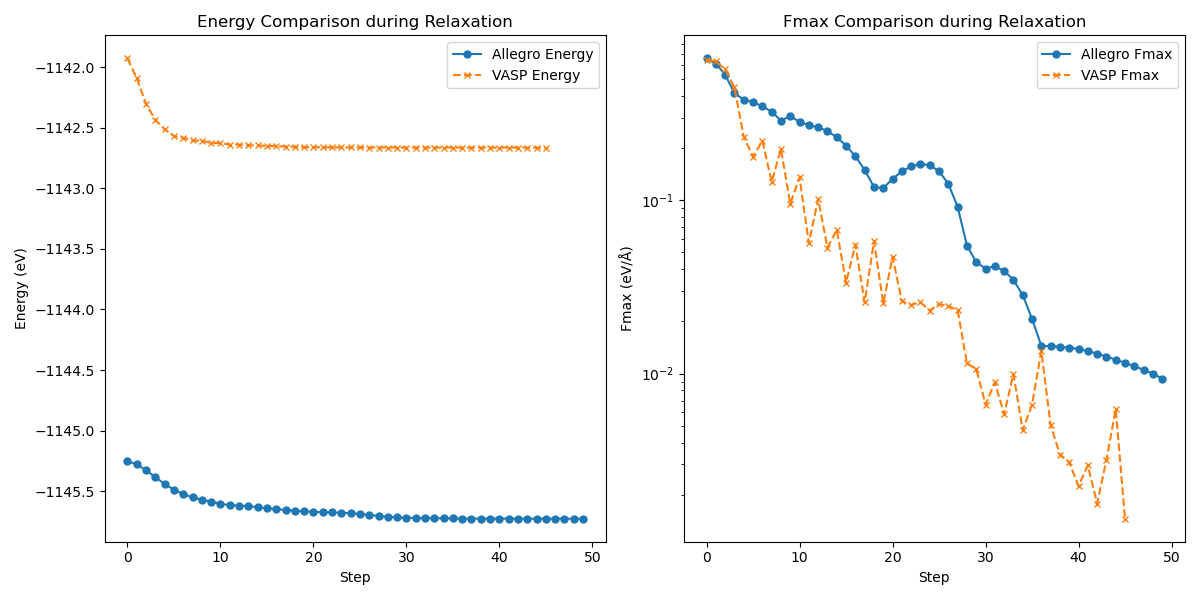 Energy Comparison during Relaxation
Allegro Energy
VASP Energy
−1142.0
−1142.5
−1143.0
−1143.5
−1144.0
−1144.5
−1145.0
−1145.5
Energy (eV)
0 10 20 30 40 50
Step
Fmax Comparison during Relaxation
Allegro Fmax
VASP Fmax
10⁻¹
10⁻²
Fmax (eV/Å)
0 10 20 30 40 50
Step